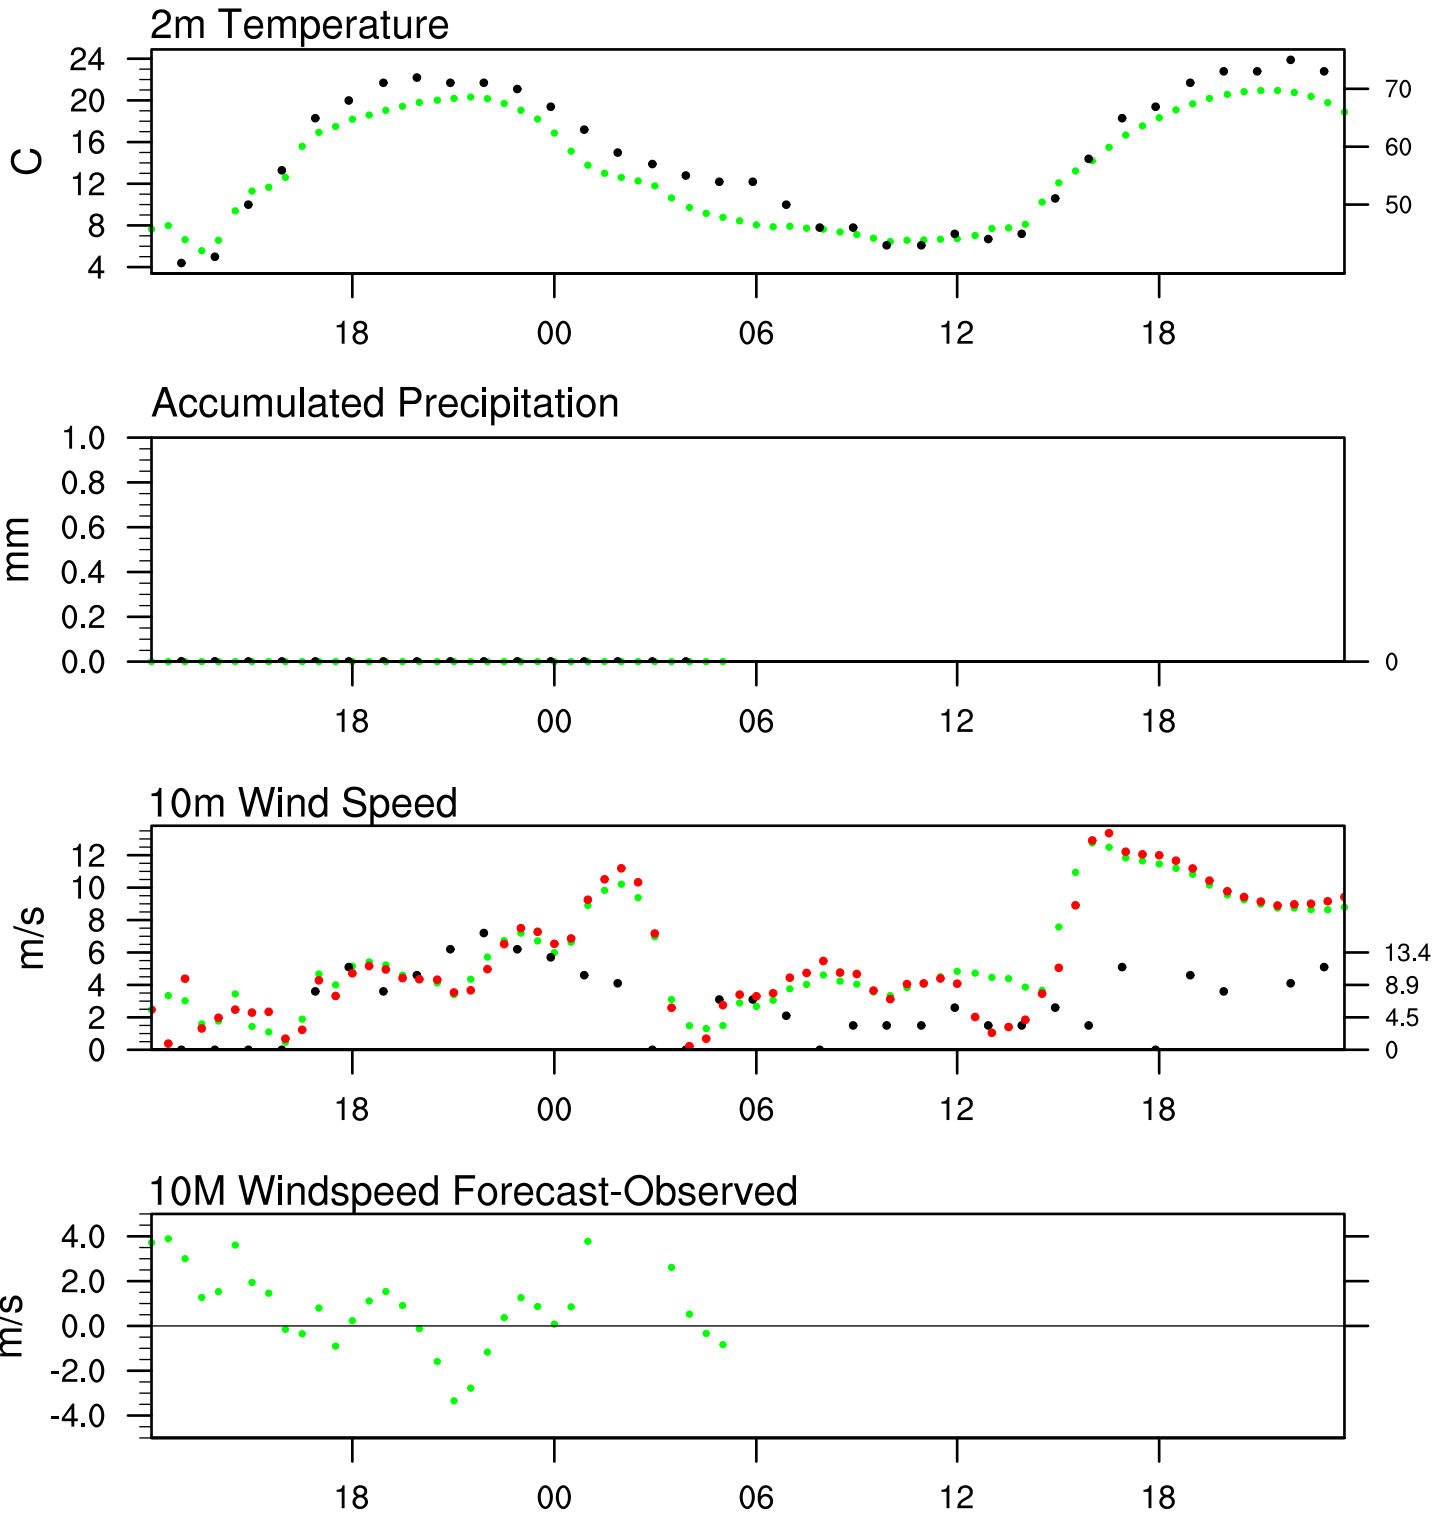 2m Temperature
24
20
16
12
8
4
C
70
60
50
18 00 06 12 18
Accumulated Precipitation
1.0
0.8
0.6
0.4
0.2
0.0
mm
0
18 00 06 12 18
10m Wind Speed
12
10
8
6
4
2
0
m/s
13.4
8.9
4.5
0
18 00 06 12 18
10M Windspeed Forecast-Observed
4.0
2.0
0.0
-2.0
-4.0
m/s
18 00 06 12 18